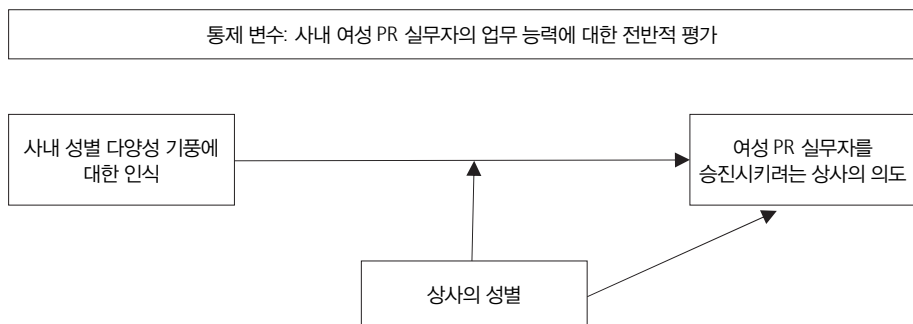 통제 변수: 사내 여성 PR 실무자의 업무 능력에 대한 전반적 평가
사내 성별 다양성 기풍에
대한 인식
여성 PR 실무자를
승진시키려는 상사의 의도
상사의 성별